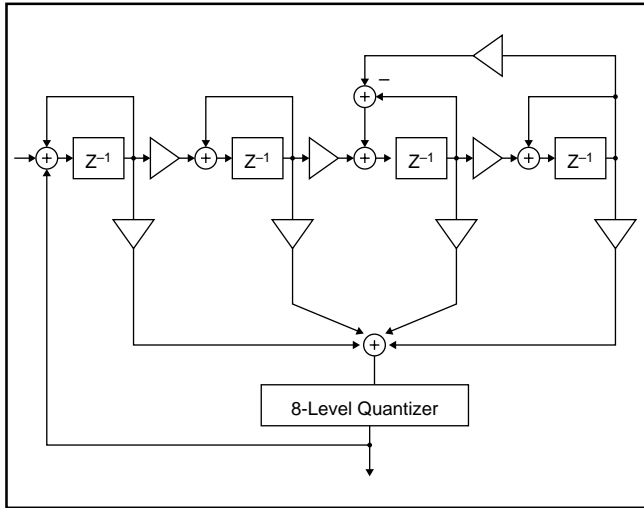 –
+
+
Z–1
+
Z–1
+
Z–1
+
Z–1
+
8-Level Quantizer